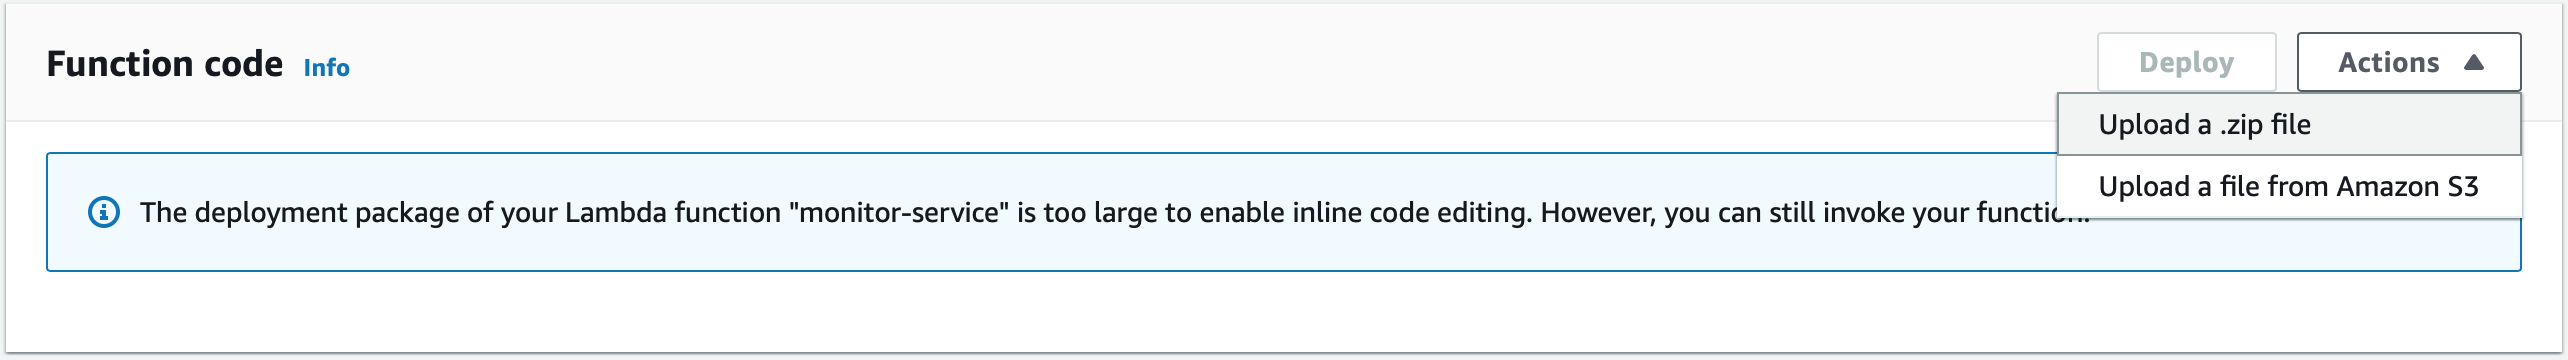 Function code Info
Deploy
Actions
Upload a .zip file
Upload a file from Amazon S3
The deployment package of your Lambda function "monitor-service" is too large to enable inline code editing. However, you can still invoke your function.